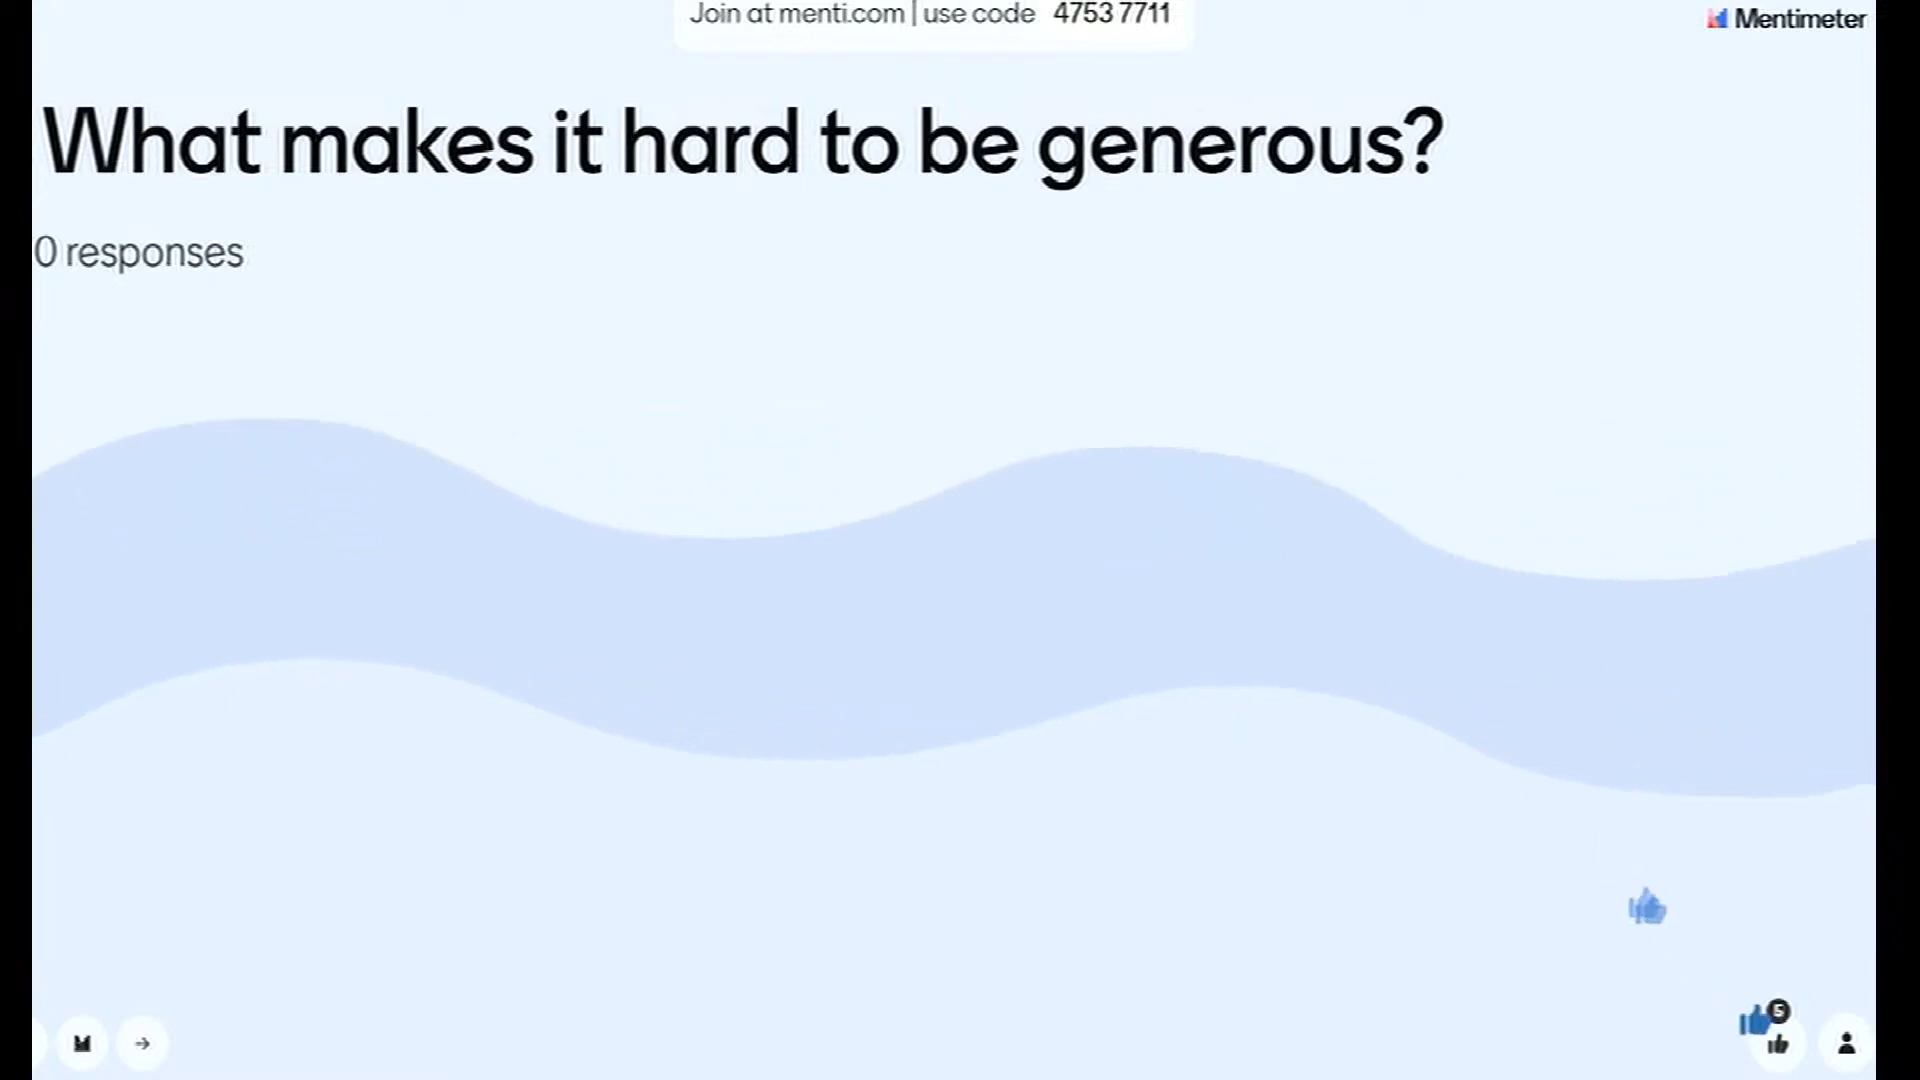 Join at menti.com | use code 4753 7711
Mentimeter
What makes it hard to be generous?
0 responses
5